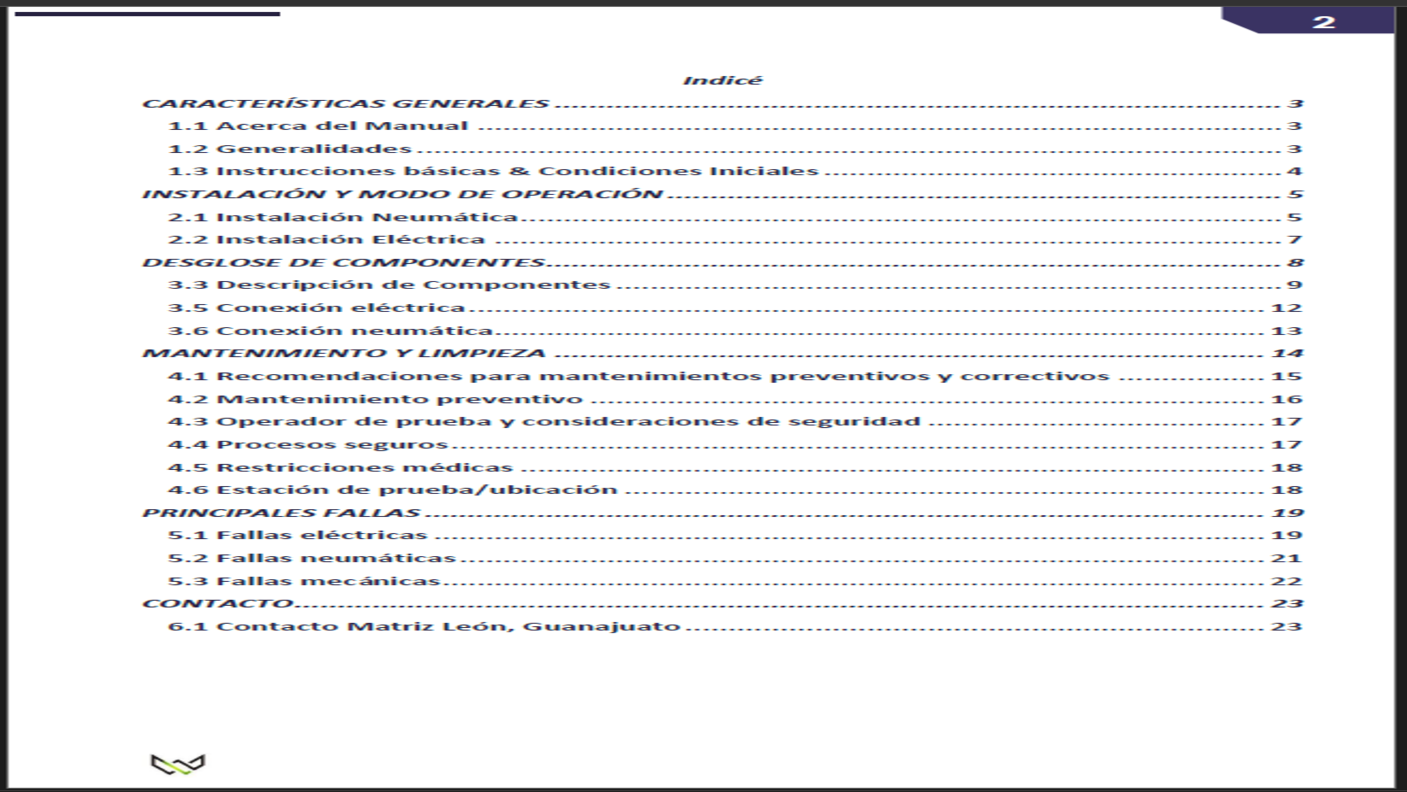 2
Indicé
CARACTERÍSTICAS GENERALES ........................................ 3
1.1 Acerca del Manual ........................................ 3
1.2 Generalidades ........................................ 3
1.3 Instrucciones básicas & Condiciones Iniciales ........................................ 4
INSTALACIÓN Y MODO DE OPERACIÓN ........................................ 5
2.1 Instalación Neumática ........................................ 5
2.2 Instalación Eléctrica ........................................ 7
DESGLOSE DE COMPONENTES ........................................ 8
3.3 Descripción de Componentes ........................................ 9
3.5 Conexión eléctrica ........................................ 12
3.6 Conexión neumática ........................................ 13
MANTENIMIENTO Y LIMPIEZA ........................................ 14
4.1 Recomendaciones para mantenimientos preventivos y correctivos ................. 15
4.2 Mantenimiento preventivo ........................................ 16
4.3 Operador de prueba y consideraciones de seguridad ........................................ 17
4.4 Procesos seguros ........................................ 17
4.5 Restricciones médicas ........................................ 18
4.6 Estación de prueba/ubicación ........................................ 18
PRINCIPALES FALLAS ........................................ 19
5.1 Fallas eléctricas ........................................ 19
5.2 Fallas neumáticas ........................................ 21
5.3 Fallas mecánicas ........................................ 22
CONTACTO ........................................ 23
6.1 Contacto Matriz León, Guanajuato ........................................ 23